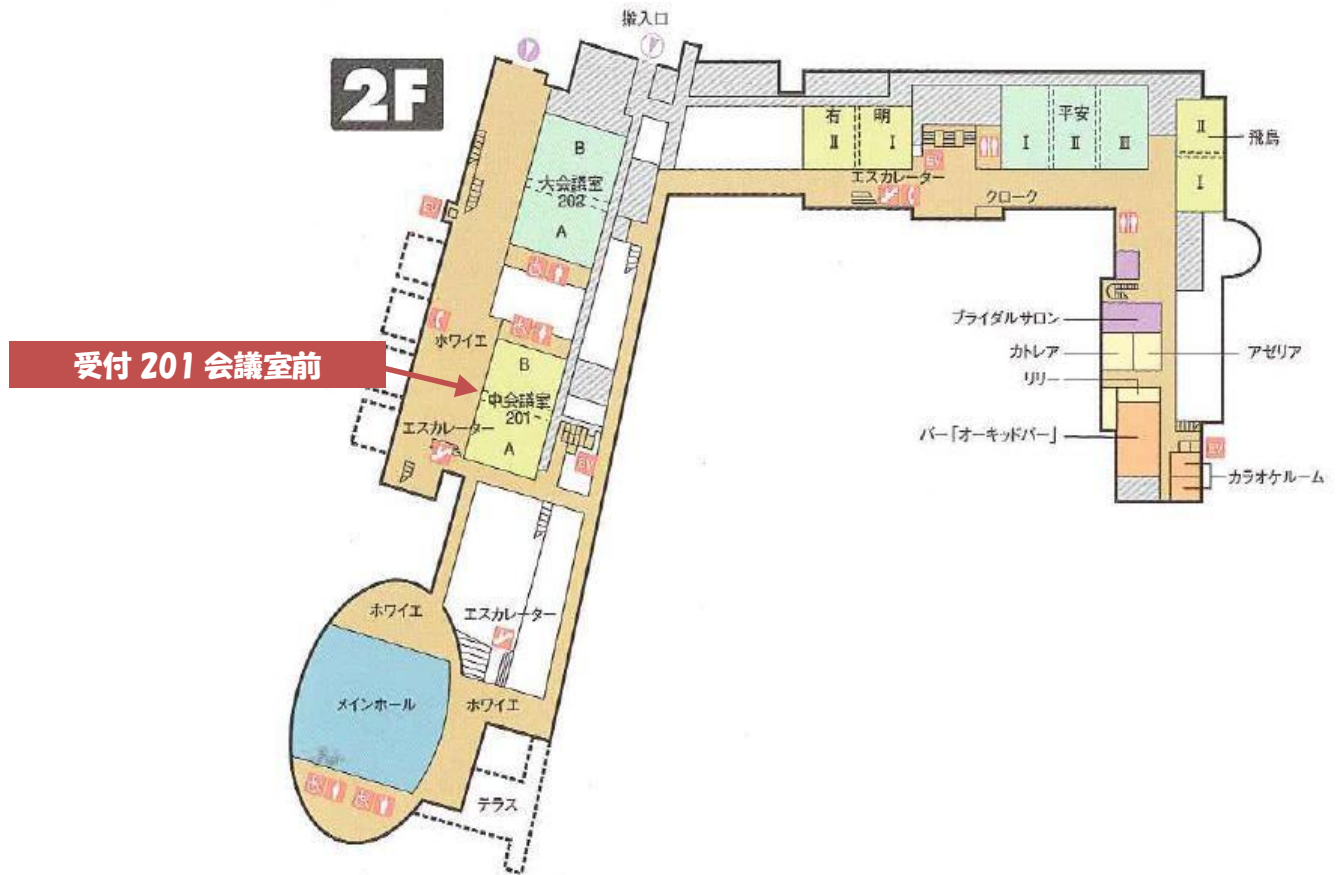 搬入口
2F
有 明
Ⅱ Ⅰ
平安
Ⅰ Ⅱ Ⅲ
Ⅱ
飛鳥
Ⅰ
B
大会議室
202
A
EV
エスカレーター
EV
クローク
ホワイエ
受付 201 会議室前
B
中会議室
201
A
エスカレーター
EV
ブライダルサロン
カトレア
アゼリア
リリー
バー「オーキッドバー」
EV
カラオケルーム
ホワイエ
エスカレーター
メインホール
ホワイエ
テラス